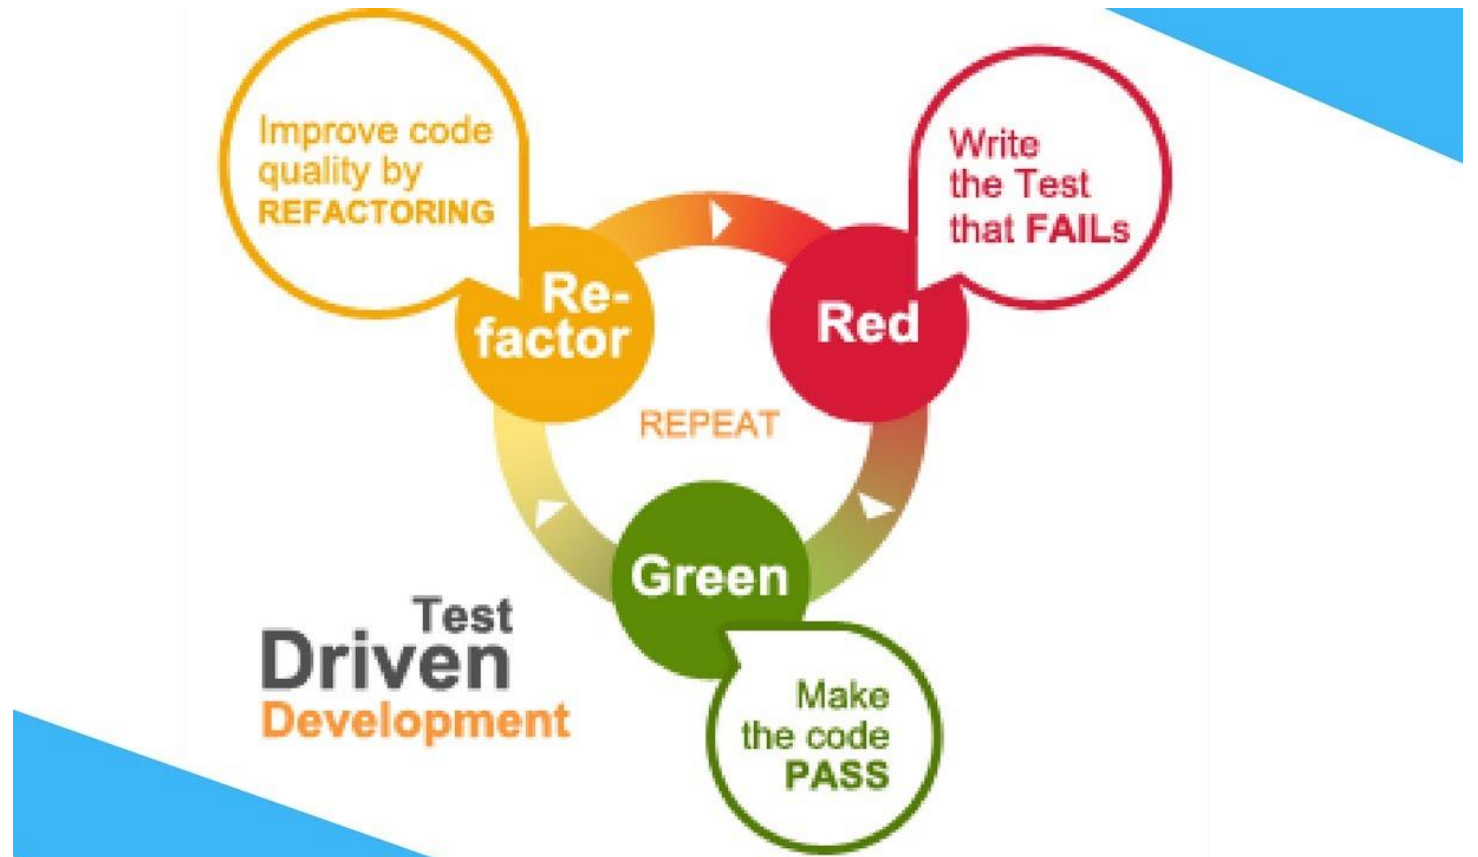 Improve code
quality by
REFACTORING
Write
the Test
that FAILs
Re-
factor
Red
REPEAT
Green
Test
Driven
Development
Make
the code
PASS